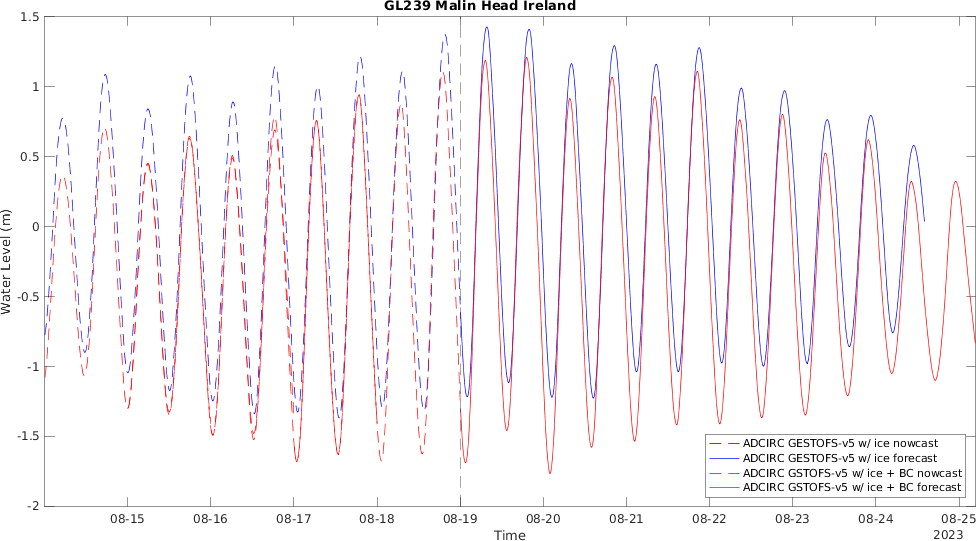 GL239 Malin Head Ireland
Water Level (m)
1.5
1
0.5
0
-0.5
-1
-1.5
-2
ADCIRC GESTOFS-v5 w/ ice nowcast
ADCIRC GESTOFS-v5 w/ ice forecast
ADCIRC GSTOFS-v5 w/ ice + BC nowcast
ADCIRC GSTOFS-v5 w/ ice + BC forecast
08-15 08-16 08-17 08-18 08-19 08-20 08-21 08-22 08-23 08-24 08-25
2023
Time